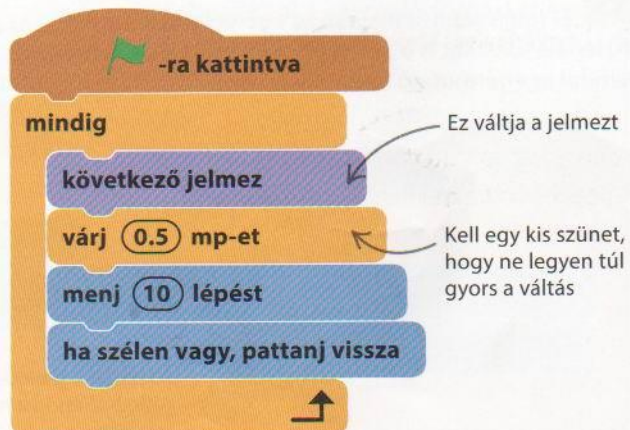 -ra kattintva
mindig
következő jelmez
várj 0.5 mp-et
menj 10 lépést
ha szélen vagy, pattanj vissza
Ez váltja a jelmezt
Kell egy kis szünet,
hogy ne legyen túl
gyors a váltás